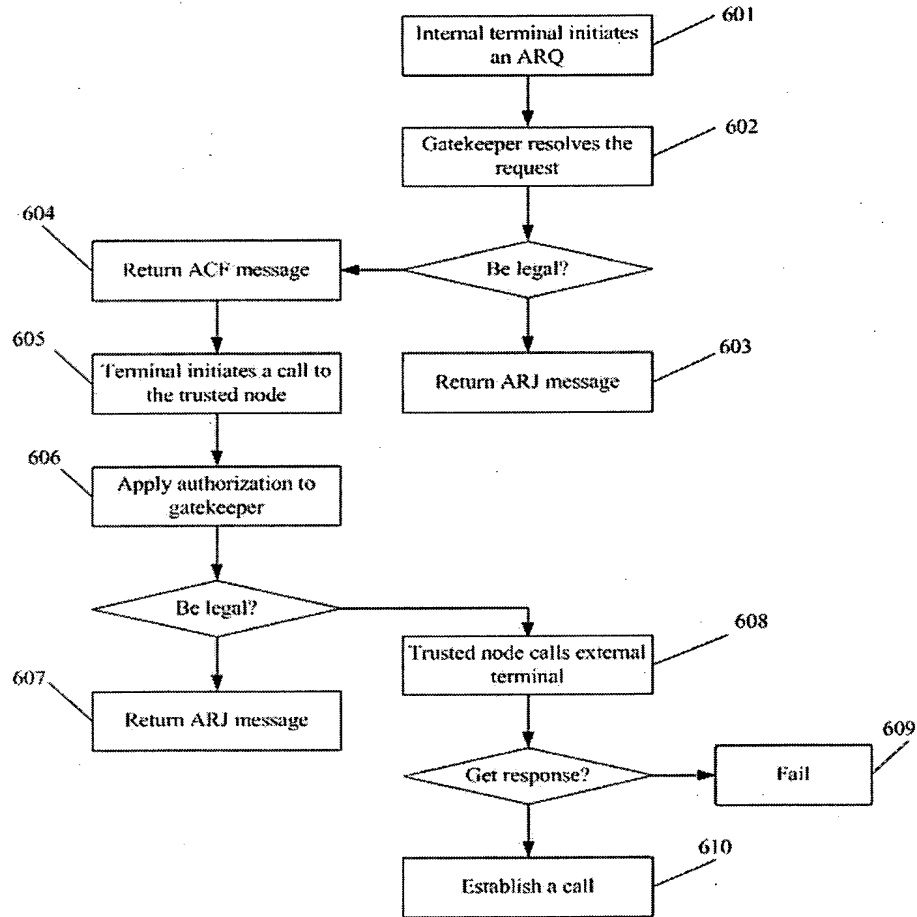 601
Internal terminal initiates
an ARQ
602
Gatekeeper resolves the
request
604
Return ACF message
Be legal?
605
Terminal initiates a call to
the trusted node
603
Return ARJ message
606
Apply authorization to
gatekeeper
Be legal?
608
Trusted node calls external
terminal
607
Return ARJ message
609
Get response?
Fail
610
Establish a call